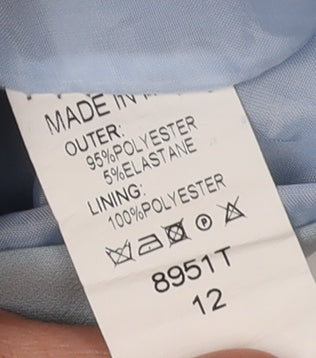 MADE IN
OUTER:
95%POLYESTER
5%ELASTANE
LINING:
100%POLYESTER
P
8951T
12